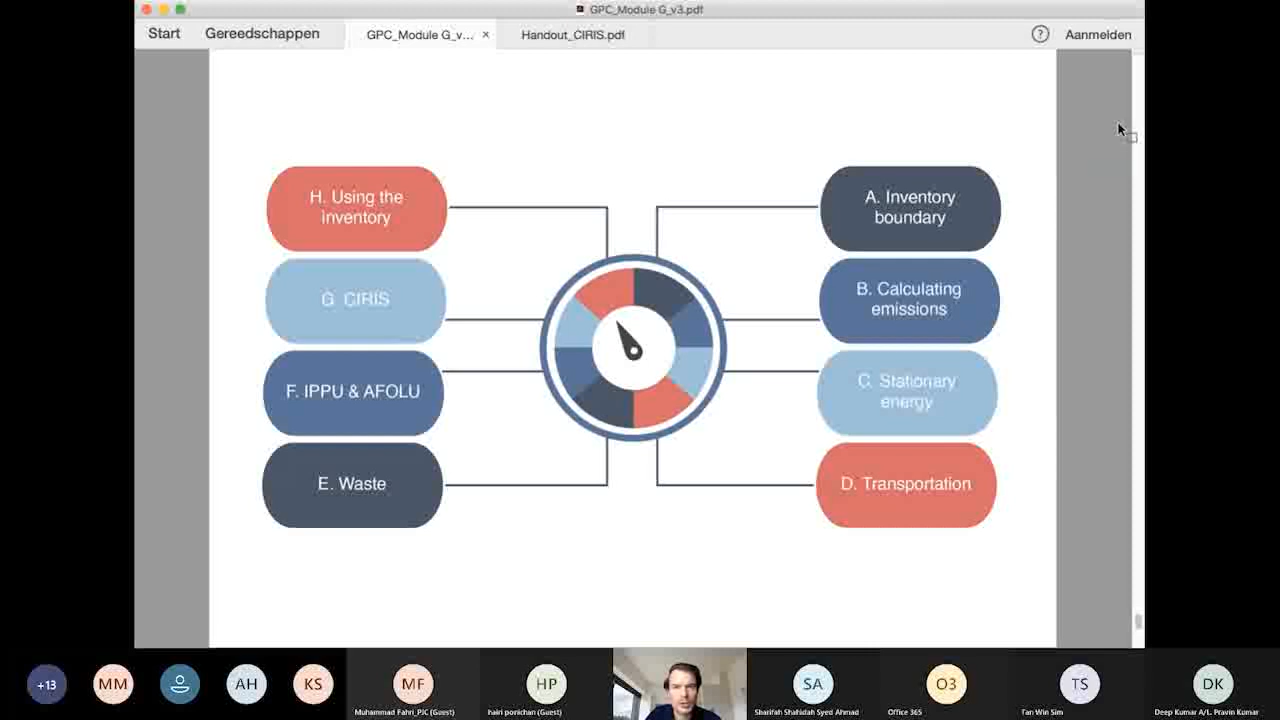 GPC_Module G_v3.pdf
Start
Gereedschappen
GPC_Module G_v...
×
Handout_CIRIS.pdf
?
Aanmelden
H. Using the
inventory
A. Inventory
boundary
G. CIRIS
B. Calculating
emissions
F. IPPU & AFOLU
C. Stationary
energy
E. Waste
D. Transportation
+13
MM
AH
KS
MF
HP
SA
O3
TS
DK
Muhammad Fahri_PJC (Guest)
hairi ponichan (Guest)
Sharifah Shahidah Syed Ahmad
Office 365
Tan Win Sim
Deep Kumar A/L. Pravin Kumar